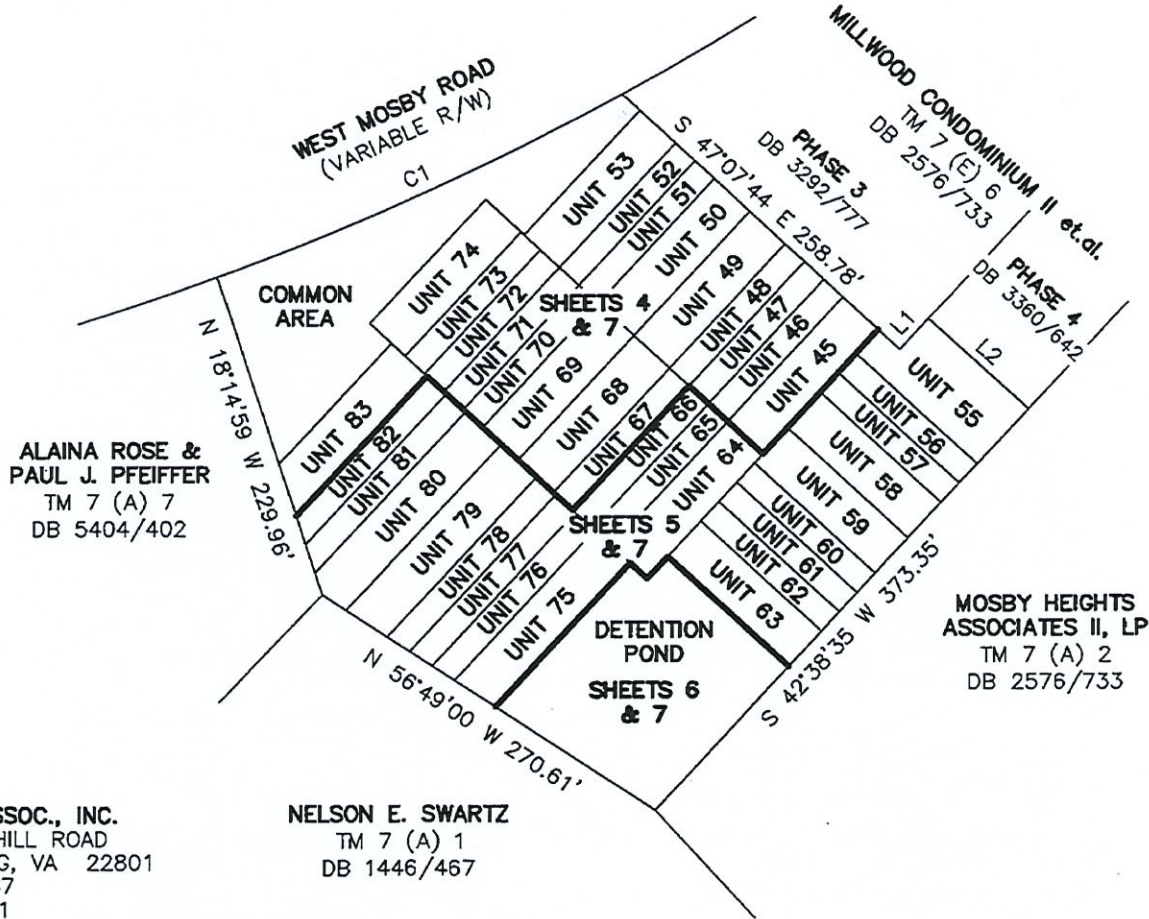 MILLWOOD CONDOMINIUM II et.al.
TM 7 (E) 6
DB 2576/733
WEST MOSBY ROAD
(VARIABLE R/W)
C1
S 47°07'44 E 258.78'
PHASE 3
DB 3292/777
PHASE 4
DB 3360/642
L1
L2
UNIT 53
UNIT 52
UNIT 51
UNIT 50
UNIT 49
UNIT 48
UNIT 47
UNIT 46
UNIT 45
COMMON
AREA
UNIT 74
UNIT 73
UNIT 72
UNIT 71
UNIT 70
UNIT 69
UNIT 68
UNIT 67
UNIT 66
UNIT 65
UNIT 64
SHEETS 4
& 7
UNIT 55
UNIT 56
UNIT 57
UNIT 58
UNIT 59
UNIT 60
UNIT 61
UNIT 62
UNIT 63
N 18°14'59 W 229.96'
UNIT 83
UNIT 82
UNIT 81
UNIT 80
UNIT 79
UNIT 78
UNIT 77
UNIT 76
UNIT 75
SHEETS 5
& 7
ALAINA ROSE &
PAUL J. PFEIFFER
TM 7 (A) 7
DB 5404/402
DETENTION
POND
SHEETS 6
& 7
S 42°38'35 W 373.35'
MOSBY HEIGHTS
ASSOCIATES II, LP
TM 7 (A) 2
DB 2576/733
N 56°49'00 W 270.61'
NELSON E. SWARTZ
TM 7 (A) 1
DB 1446/467
SSOC., INC.
HILL ROAD
G, VA 22801
7
1